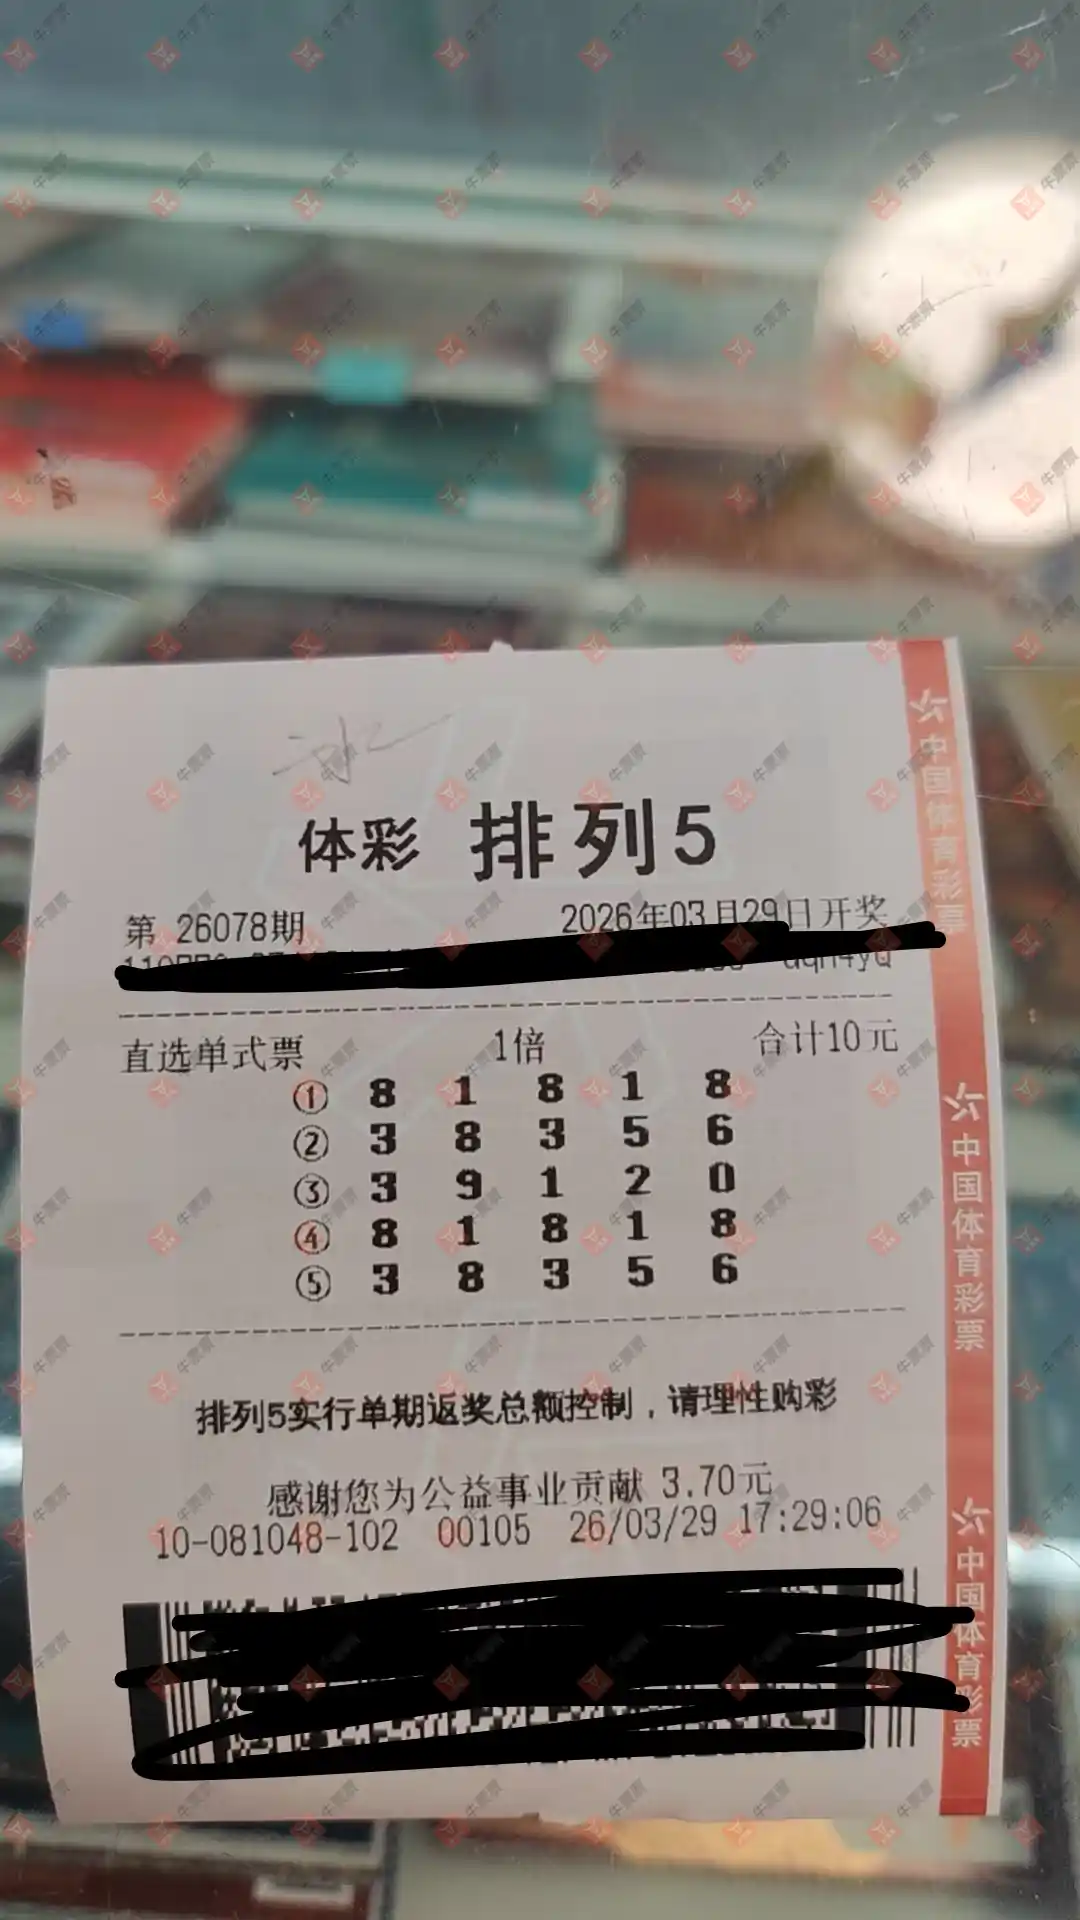 体彩 排列5
第 26078期 2026年03月29日开奖
直选单式票 1倍 合计10元
① 8 1 8 1 8
② 3 8 3 5 6
③ 3 9 1 2 0
④ 8 1 8 1 8
⑤ 3 8 3 5 6
排列5实行单期返奖总额控制，请理性购彩
感谢您为公益事业贡献 3.70元
10-081048-102 00105 26/03/29 17:29:06
中国体育彩票
中国体育彩票
中国体育彩票
牛票票